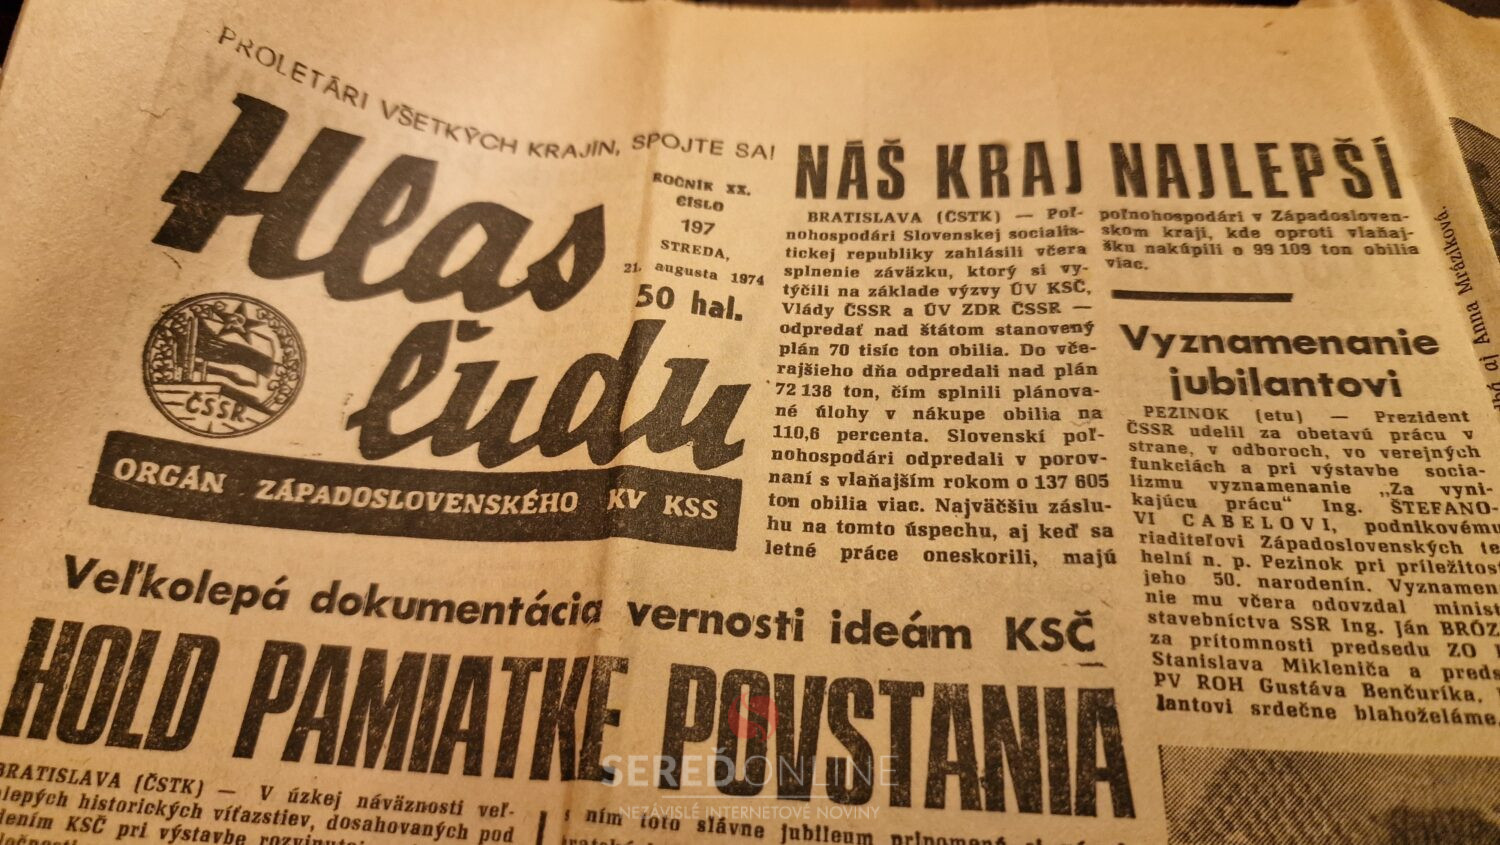 PROLETÁRI VŠETKÝCH KRAJÍN, SPOJTE SA!
Hlas
ľudu
ROČNÍK XX.
ČÍSLO
197
STREDA,
21. augusta 1974
50 hal.
ČSSR
ORGÁN ZÁPADOSLOVENSKÉHO KV KSS
NÁŠ KRAJ NAJLEPŠÍ
BRATISLAVA (ČSTK) — Poľ-
nohospodári Slovenskej socialis-
tickej republiky zahlásili včera
splnenie záväzku, ktorý si vy-
týčili na základe výzvy ÚV KSČ,
Vlády ČSSR a ÚV ZDR ČSSR —
odpredať nad štátom stanovený
plán 70 tisíc ton obilia. Do vče-
rajšieho dňa odpredali nad plán
72 138 ton, čím splnili plánova-
né úlohy v nákupe obilia na
110,6 percenta. Slovenskí poľ-
nohospodári odpredali v porov-
naní s vlaňajším rokom o 137 605
ton obilia viac. Najväčšiu záslu-
hu na tomto úspechu, aj keď sa
letné práce oneskorili, majú
poľnohospodári v Západosloven-
skom kraji, kde oproti vlaňaj-
šku nakúpili o 99 109 ton obilia
viac.
Vyznamenanie
jubilantovi
PEZINOK (etu) — Prezident
ČSSR udelil za obetavú prácu v
strane, v odboroch, vo verejných
funkciách a pri výstavbe socia-
lizmu vyznamenanie „Za vyni-
kajúcu prácu“ Ing. ŠTEFANO-
VI CABELOVI, podnikovému
riaditeľovi Západoslovenských te
helní n. p. Pezinok pri príležitost
jeho 50. narodenín. Vyznamen
nie mu včera odovzdal minist
stavebníctva SSR Ing. Ján BRÓZ
za prítomnosti predsedu ZO
Stanislava Mikleniča a preds
PV ROH Gustáva Benčuríka.
lantovi srdečne blahoželáme.
aj Anna Mráziková.
Veľkolepá dokumentácia vernosti ideám KSČ
HOLD PAMIATKE POVSTANIA
BRATISLAVA (ČSTK) — V úzkej náväznosti veľ-
lepých historických víťazstiev, dosahovaných pod
dením KSČ pri výstavbe
s ním toto slávne jubileum
SEREĎONLINE
NEZÁVISLÉ INTERNETOVÉ NOVINY